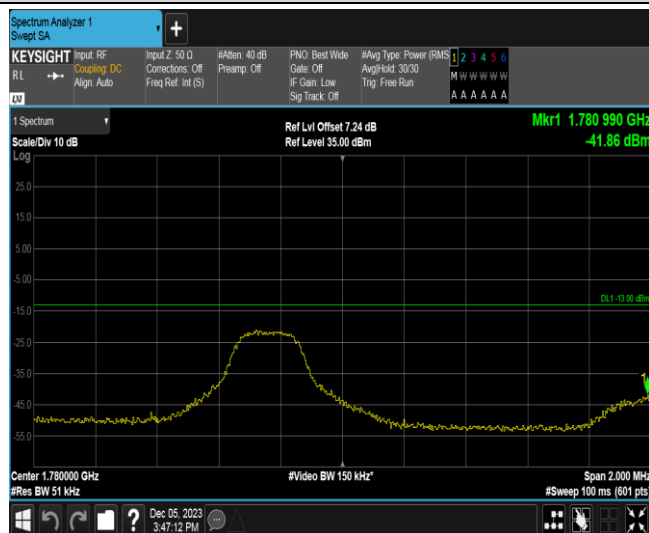 Spectrum Analyzer 1
Swept SA
KEYSIGHT
RL
LXI
Input: RF
Coupling: DC
Align: Auto
Input Z: 50 Ω
Corrections: Off
Freq Ref: Int (S)
#Atten: 40 dB
Preamp: Off
PNO: Best Wide
Gate: Off
IF Gain: Low
Sig Track: Off
#Avg Type: Power (RMS
Avg|Hold: 30/30
Trig: Free Run
1 2 3 4 5 6
M W W W W W
A A A A A A
1 Spectrum
Scale/Div 10 dB
Log
Ref Lvl Offset 7.24 dB
Ref Level 35.00 dBm
Mkr1 1.780 990 GHz
-41.86 dBm
25.0
15.0
5.00
-5.00
DL1 -13.00 dBm
-15.0
-25.0
-35.0
1
-45.0
-55.0
Center 1.780000 GHz
#Video BW 150 kHz*
Span 2.000 MHz
#Res BW 51 kHz
#Sweep 100 ms (601 pts)
Dec 05, 2023
3:47:12 PM